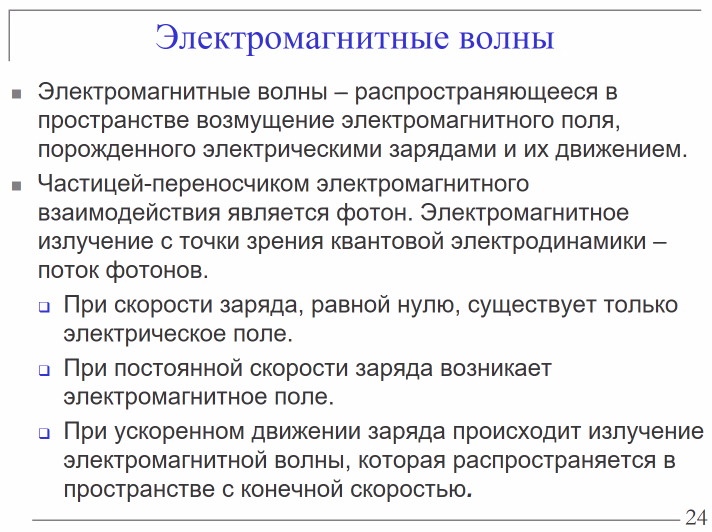 Электромагнитные волны
Электромагнитные волны – распространяющееся в
пространстве возмущение электромагнитного поля,
порожденного электрическими зарядами и их движением.
Частицей-переносчиком электромагнитного
взаимодействия является фотон. Электромагнитное
излучение с точки зрения квантовой электродинамики –
поток фотонов.
При скорости заряда, равной нулю, существует только
электрическое поле.
При постоянной скорости заряда возникает
электромагнитное поле.
При ускоренном движении заряда происходит излучение
электромагнитной волны, которая распространяется в
пространстве с конечной скоростью.
24